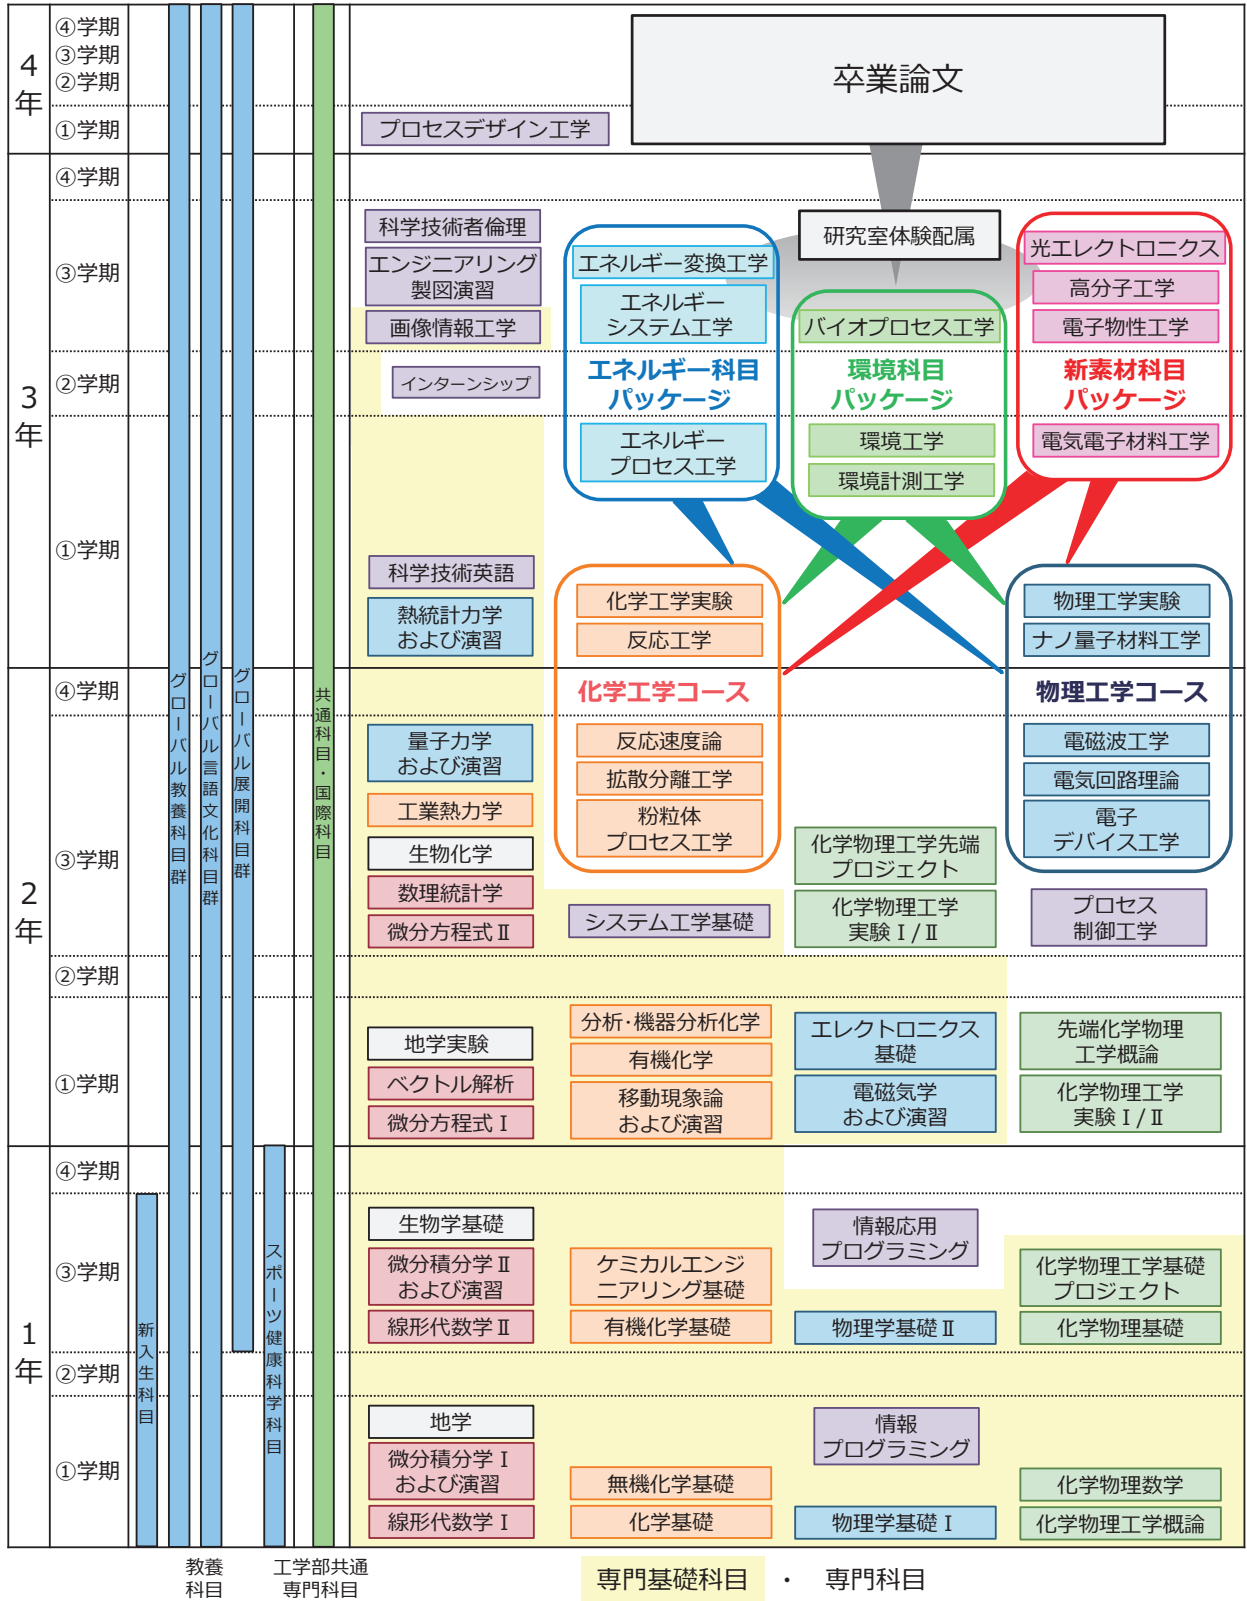 4
年
④学期
③学期
②学期
①学期
卒業論文
プロセスデザイン工学
3
年
④学期
③学期
②学期
①学期
科学技術者倫理
エンジニアリング
製図演習
画像情報工学
インターンシップ
科学技術英語
熱統計力学
および演習
エネルギー変換工学
エネルギー
システム工学
エネルギー科目
パッケージ
エネルギー
プロセス工学
研究室体験配属
バイオプロセス工学
環境科目
パッケージ
環境工学
環境計測工学
光エレクトロニクス
高分子工学
電子物性工学
新素材科目
パッケージ
電気電子材料工学
化学工学実験
反応工学
化学工学コース
反応速度論
拡散分離工学
粉粒体
プロセス工学
物理工学実験
ナノ量子材料工学
物理工学コース
電磁波工学
電気回路理論
電子
デバイス工学
2
年
④学期
③学期
②学期
①学期
量子力学
および演習
工業熱力学
生物化学
数理統計学
微分方程式Ⅱ
システム工学基礎
化学物理工学先端
プロジェクト
化学物理工学
実験Ⅰ/Ⅱ
プロセス
制御工学
地学実験
ベクトル解析
微分方程式Ⅰ
分析・機器分析化学
有機化学
移動現象論
および演習
エレクトロニクス
基礎
電磁気学
および演習
先端化学物理
工学概論
化学物理工学
実験Ⅰ/Ⅱ
1
年
④学期
③学期
②学期
①学期
生物学基礎
微分積分学Ⅱ
および演習
線形代数学Ⅱ
ケミカルエンジ
ニアリング基礎
有機化学基礎
情報応用
プログラミング
物理学基礎Ⅱ
化学物理工学基礎
プロジェクト
化学物理基礎
地学
微分積分学Ⅰ
および演習
線形代数学Ⅰ
無機化学基礎
化学基礎
情報
プログラミング
物理学基礎Ⅰ
化学物理数学
化学物理工学概論
新入生科目
グローバル教養科目群
グローバル言語文化科目群
グローバル展開科目群
スポーツ健康科学科目
共通科目・国際科目
教養
科目
工学部共通
専門科目
専門基礎科目 ・ 専門科目